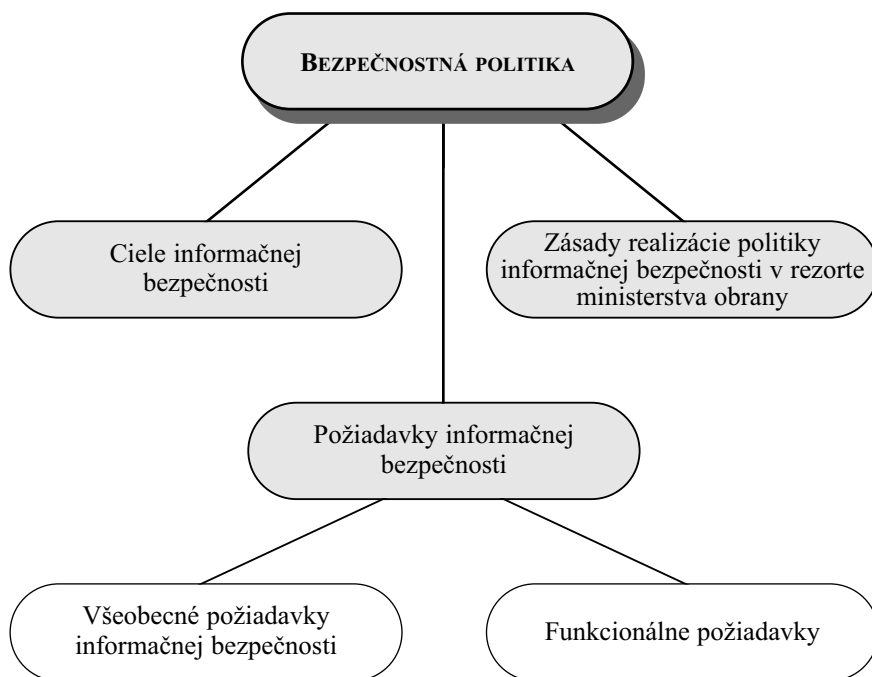 BEZPEČNOSTNÁ POLITIKA
Ciele informačnej
bezpečnosti
Zásady realizácie politiky
informačnej bezpečnosti v rezorte
ministerstva obrany
Požiadavky informačnej
bezpečnosti
Všeobecné požiadavky
informačnej bezpečnosti
Funkcionálne požiadavky